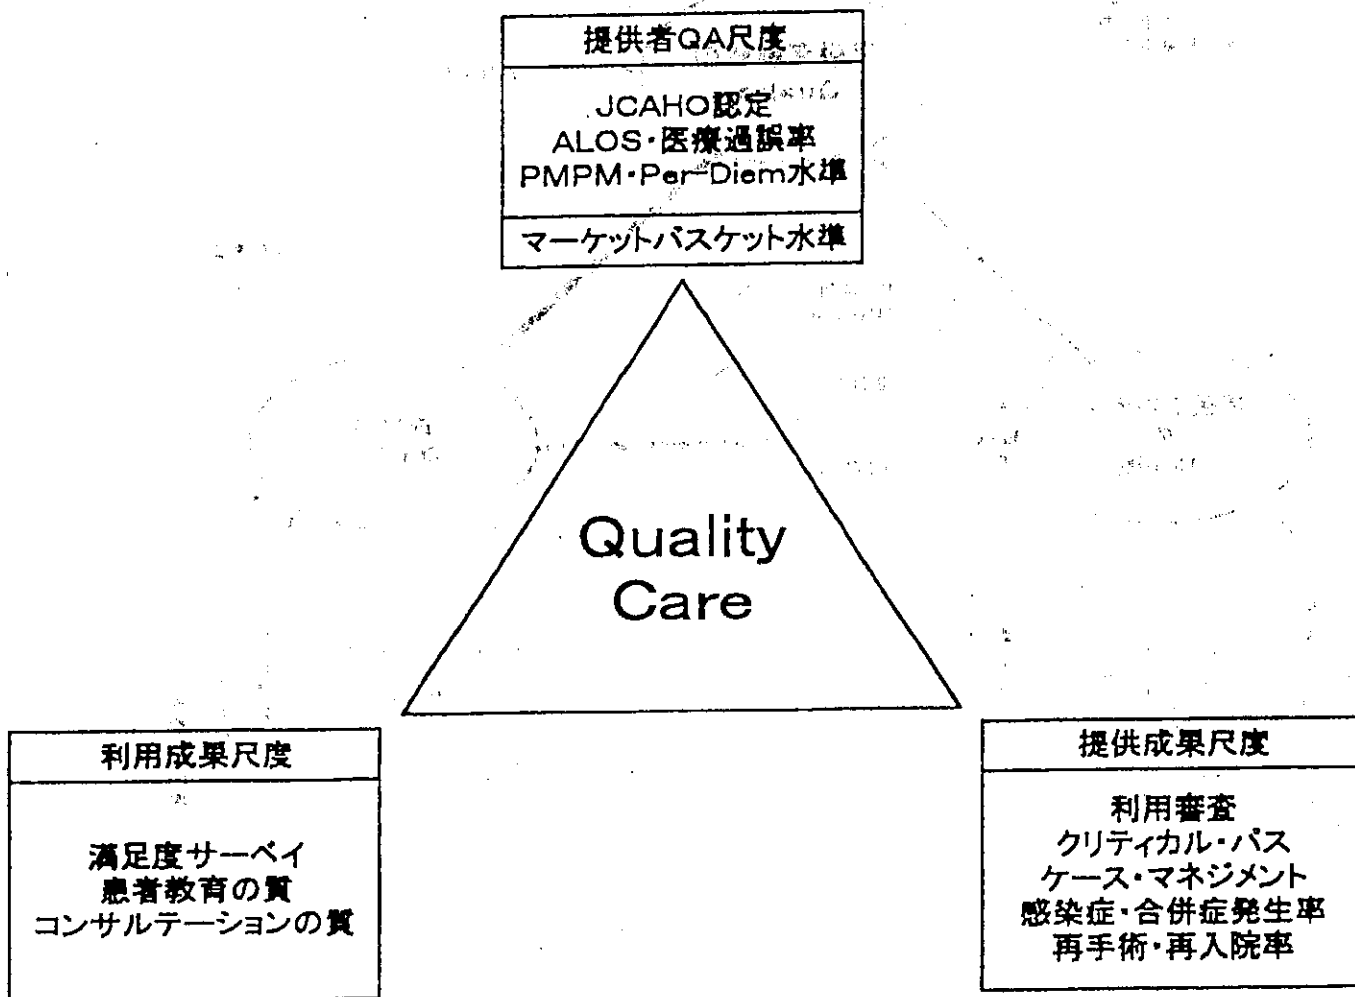 提供者QA尺度
JCAHO認定
ALOS・医療過誤率
PMPM・Per-Diem水準
マーケットバスケット水準
Quality
Care
利用成果尺度
満足度サーベイ
患者教育の質
コンサルテーションの質
提供成果尺度
利用審査
クリティカル・パス
ケース・マネジメント
感染症・合併症発生率
再手術・再入院率